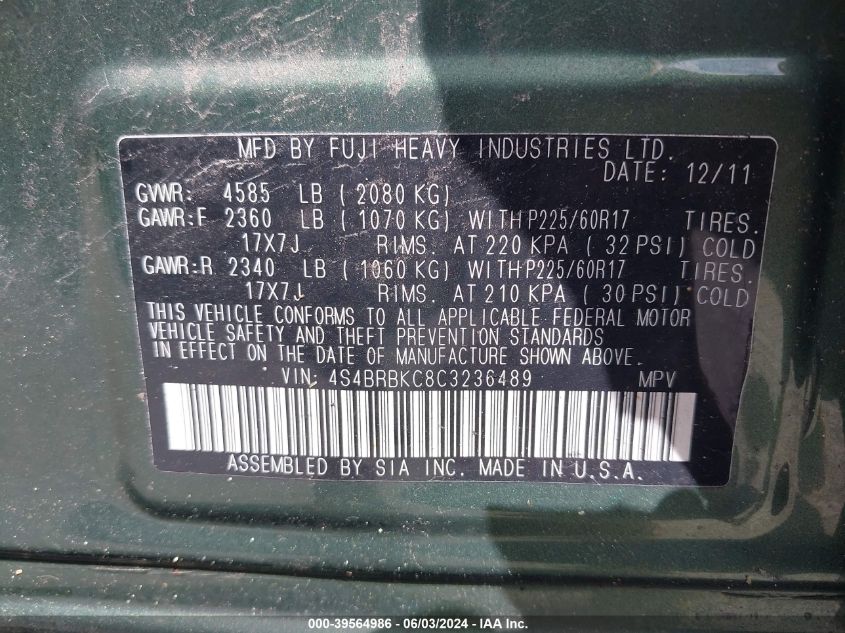 MFD BY FUJI HEAVY INDUSTRIES LTD.
DATE: 12/11
GVWR: 4585 LB ( 2080 KG)
GAWR:F 2360 LB ( 1070 KG) WITH P225/60R17 TIRES.
17X7J RIMS. AT 220 KPA ( 32 PSI) COLD
GAWR:R 2340 LB ( 1060 KG) WITH P225/60R17 TIRES.
17X7J RIMS. AT 210 KPA ( 30 PSI) COLD
THIS VEHICLE CONFORMS TO ALL APPLICABLE FEDERAL MOTOR
VEHICLE SAFETY AND THEFT PREVENTION STANDARDS
IN EFFECT ON THE DATE OF MANUFACTURE SHOWN ABOVE.
VIN: 4S4BRBKC8C3236489 MPV
ASSEMBLED BY SIA INC. MADE IN U.S.A.
000-39564986 - 06/03/2024 - IAAI.com